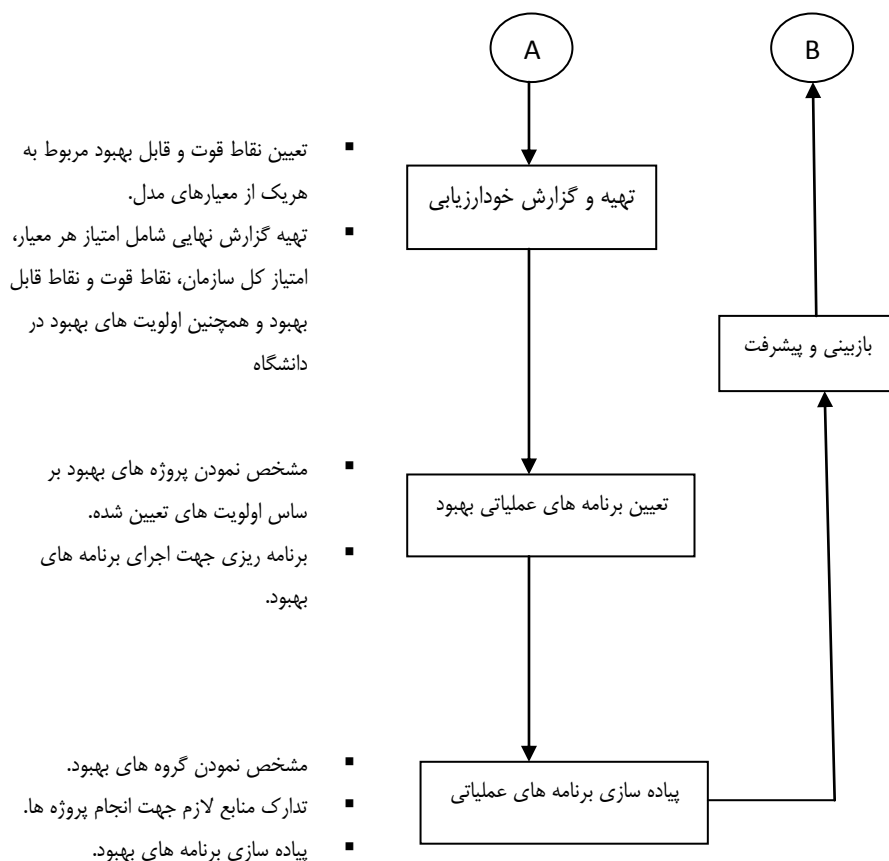 A
B
تعیین نقاط قوت و قابل بهبود مربوط به
هریک از معیارهای مدل.
تهیه گزارش نهایی شامل امتیاز هر معیار،
امتیاز کل سازمان، نقاط قوت و نقاط قابل
بهبود و همچنین اولویت های بهبود در
دانشگاه
تهیه و گزارش خودارزیابی
بازبینی و پیشرفت
مشخص نمودن پروژه های بهبود بر
ساس اولویت های تعیین شده.
برنامه ریزی جهت اجرای برنامه های
بهبود.
تعیین برنامه های عملیاتی بهبود
مشخص نمودن گروه های بهبود.
تدارک منابع لازم جهت انجام پروژه ها.
پیاده سازی برنامه های بهبود.
پیاده سازی برنامه های عملیاتی